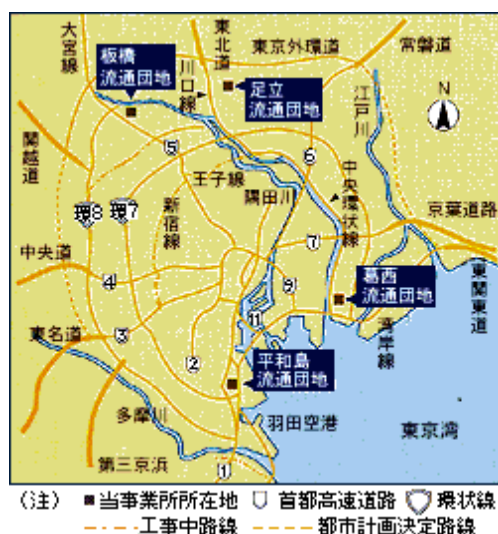 大宮線
東北道
東京外環道
常磐道
板橋
流通団地
川口線
足立
流通団地
江戸川
N
関越道
5
6
王子線
隅田川
中央環状線
環8
環7
新宿線
7
京葉道路
中央道
4
9
葛西
流通団地
東関東道
11
湾岸線
東名道
3
2
平和島
流通団地
多摩川
羽田空港
東京湾
第三京浜
1
(注) ■当事業所所在地 首都高速道路 環状線
工事中路線 都市計画決定路線